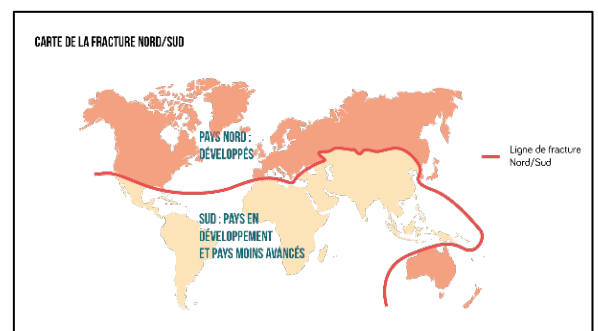 CARTE DE LA FRACTURE NORD/SUD
PAYS NORD :
DÉVELOPPÉS
Ligne de fracture
Nord/Sud
SUD : PAYS EN
DÉVELOPPEMENT
ET PAYS MOINS AVANCÉS